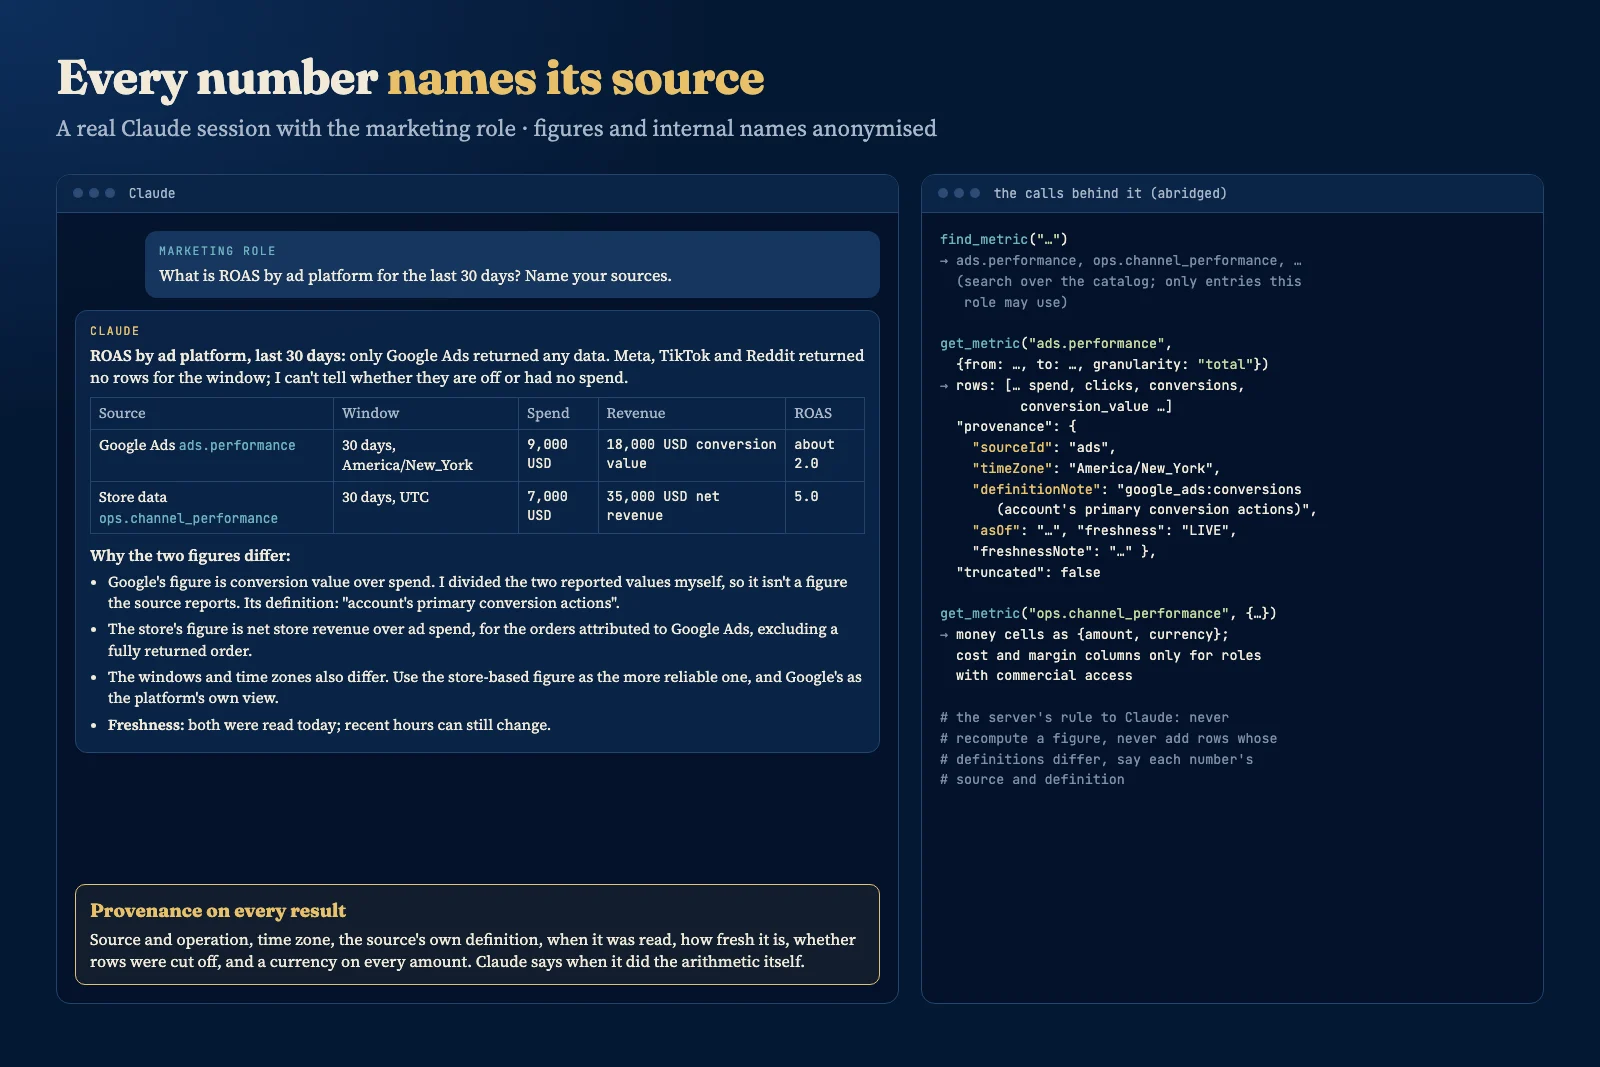 Every number names its source
A real Claude session with the marketing role · figures and internal names anonymised
Claude
MARKETING ROLE
What is ROAS by ad platform for the last 30 days? Name your sources.
CLAUDE
ROAS by ad platform, last 30 days: only Google Ads returned any data. Meta, TikTok and Reddit returned
no rows for the window; I can't tell whether they are off or had no spend.
Source Window Spend Revenue ROAS
Google Ads ads.performance 30 days, 9,000 18,000 USD conversion about
America/New_York USD value 2.0
Store data 30 days, UTC 7,000 35,000 USD net 5.0
ops.channel_performance USD revenue
Why the two figures differ:
• Google's figure is conversion value over spend. I divided the two reported values myself, so it isn't a figure
the source reports. Its definition: "account's primary conversion actions".
• The store's figure is net store revenue over ad spend, for the orders attributed to Google Ads, excluding a
fully returned order.
• The windows and time zones also differ. Use the store-based figure as the more reliable one, and Google's as
the platform's own view.
• Freshness: both were read today; recent hours can still change.
Provenance on every result
Source and operation, time zone, the source's own definition, when it was read, how fresh it is, whether
rows were cut off, and a currency on every amount. Claude says when it did the arithmetic itself.
the calls behind it (abridged)
find_metric("…")
→ ads.performance, ops.channel_performance, …
(search over the catalog; only entries this
role may use)
get_metric("ads.performance",
{from: …, to: …, granularity: "total"})
→ rows: [… spend, clicks, conversions,
conversion_value …]
"provenance": {
"sourceId": "ads",
"timeZone": "America/New_York",
"definitionNote": "google_ads:conversions
(account's primary conversion actions)",
"asOf": "…", "freshness": "LIVE",
"freshnessNote": "…" },
"truncated": false
get_metric("ops.channel_performance", {…})
→ money cells as {amount, currency};
cost and margin columns only for roles
with commercial access
# the server's rule to Claude: never
# recompute a figure, never add rows whose
# definitions differ, say each number's
# source and definition